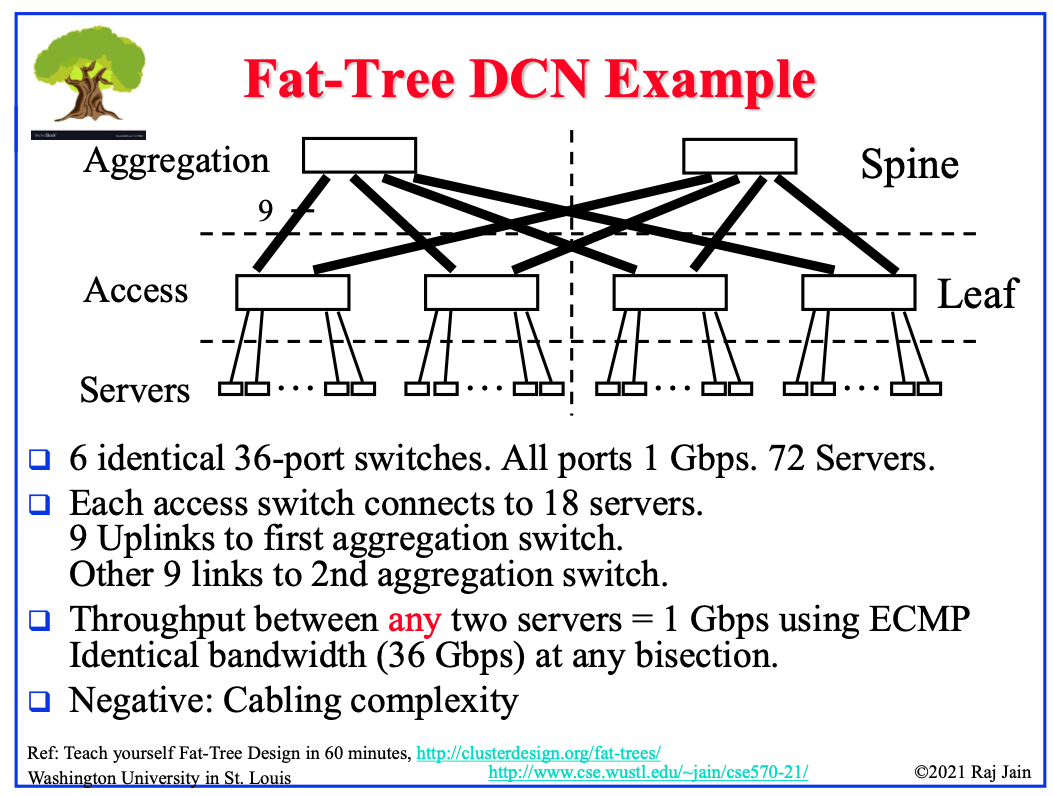 Fat-Tree DCN Example
Aggregation
Spine
9
Access
Leaf
Servers
...
...
...
...
6 identical 36-port switches. All ports 1 Gbps. 72 Servers.
Each access switch connects to 18 servers.
9 Uplinks to first aggregation switch.
Other 9 links to 2nd aggregation switch.
Throughput between any two servers = 1 Gbps using ECMP
Identical bandwidth (36 Gbps) at any bisection.
Negative: Cabling complexity
Ref: Teach yourself Fat-Tree Design in 60 minutes, http://clusterdesign.org/fat-trees/
Washington University in St. Louis
http://www.cse.wustl.edu/~jain/cse570-21/
©2021 Raj Jain